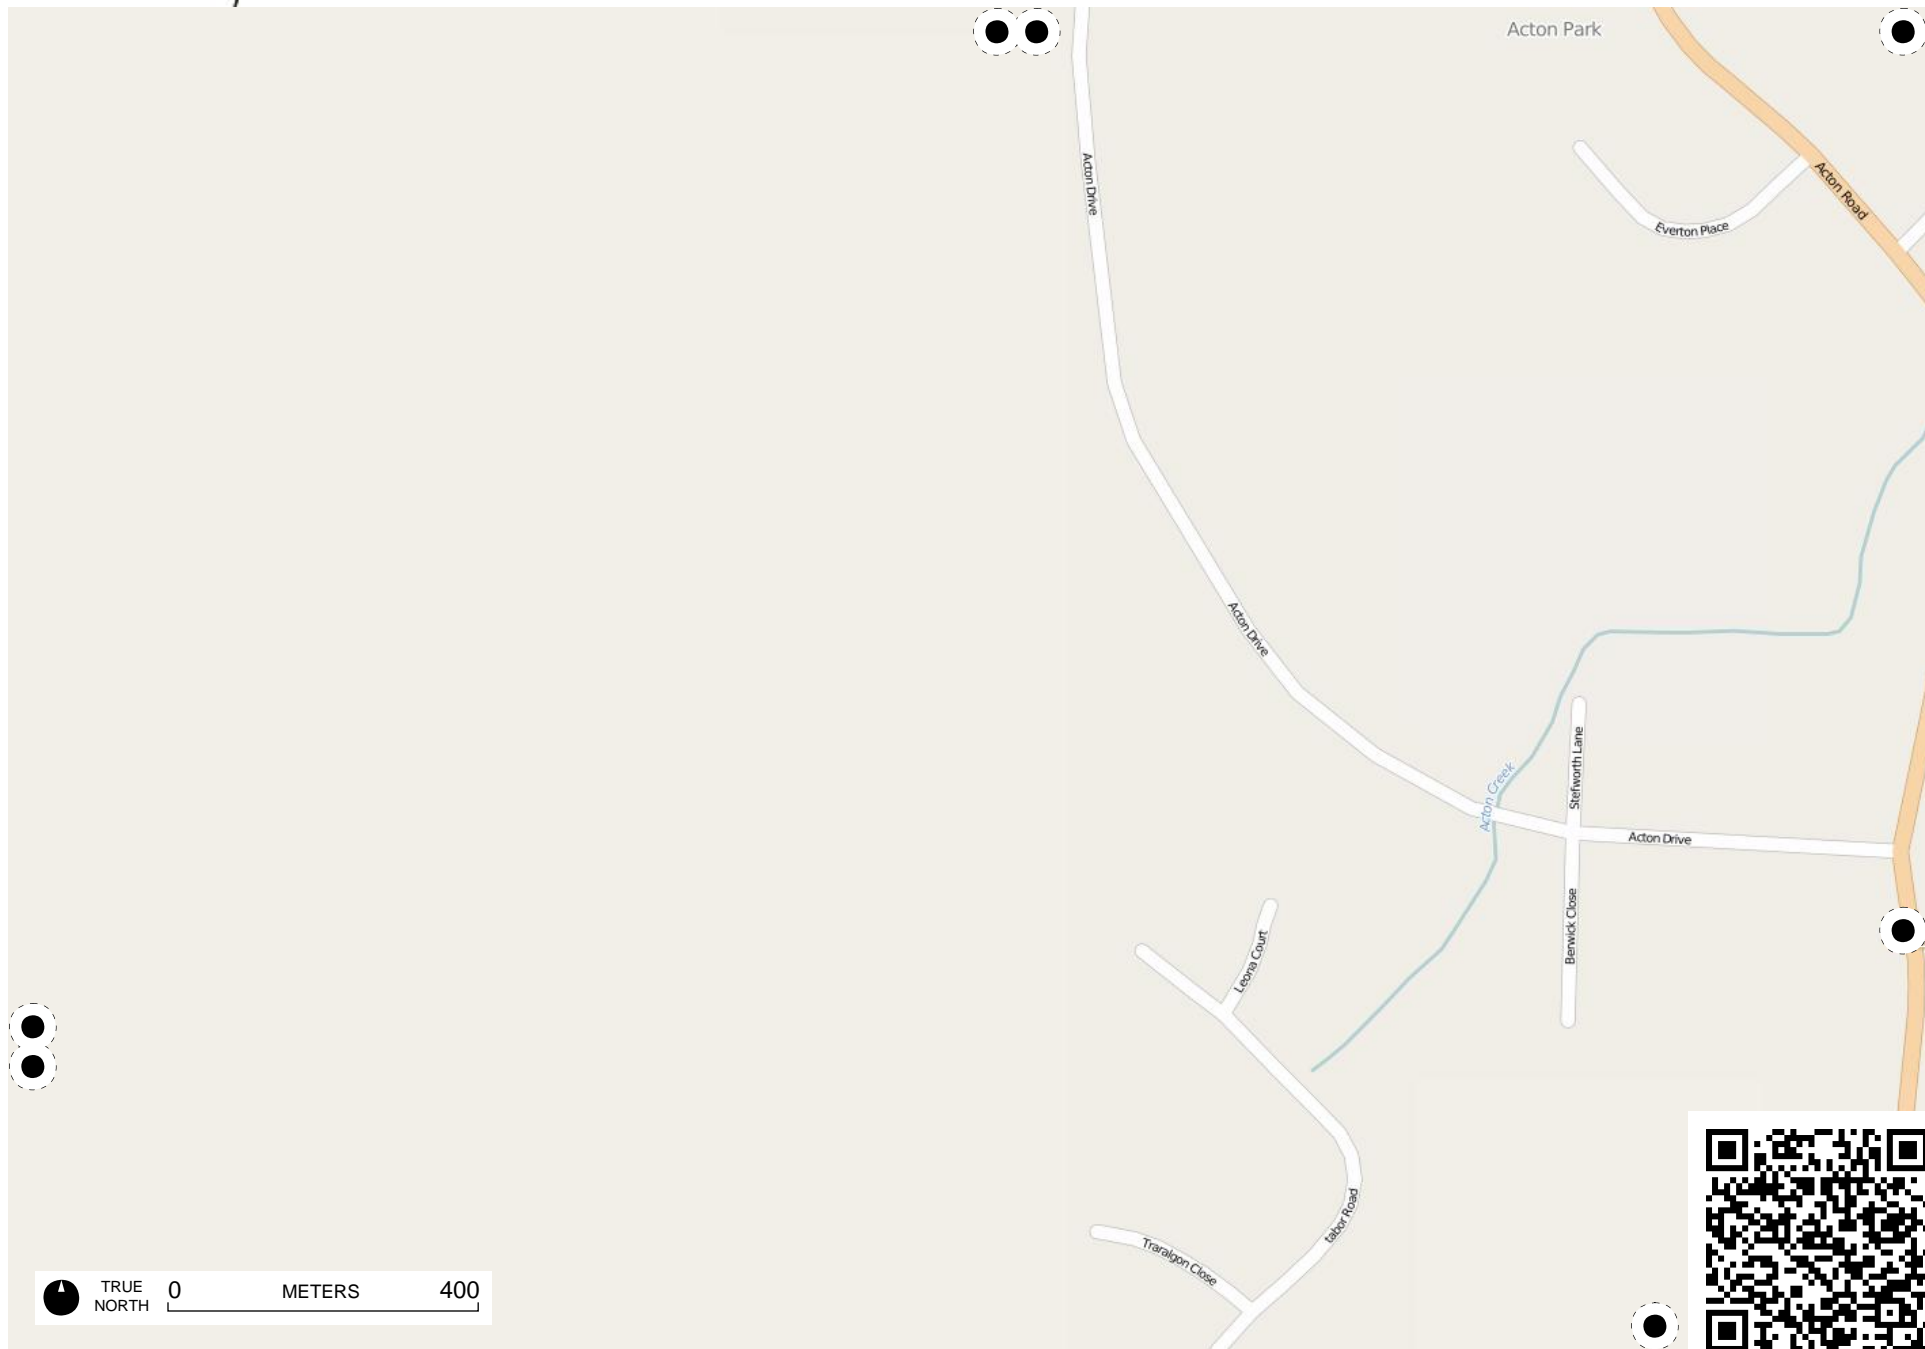 Acton Park
Acton Drive
Acton Road
Everton Place
Acton Drive
Stefworth Lane
Acton Creek
Acton Drive
Berwick Close
Leona Court
tabor Road
Traralgon Close
TRUE
NORTH
0 METERS 400